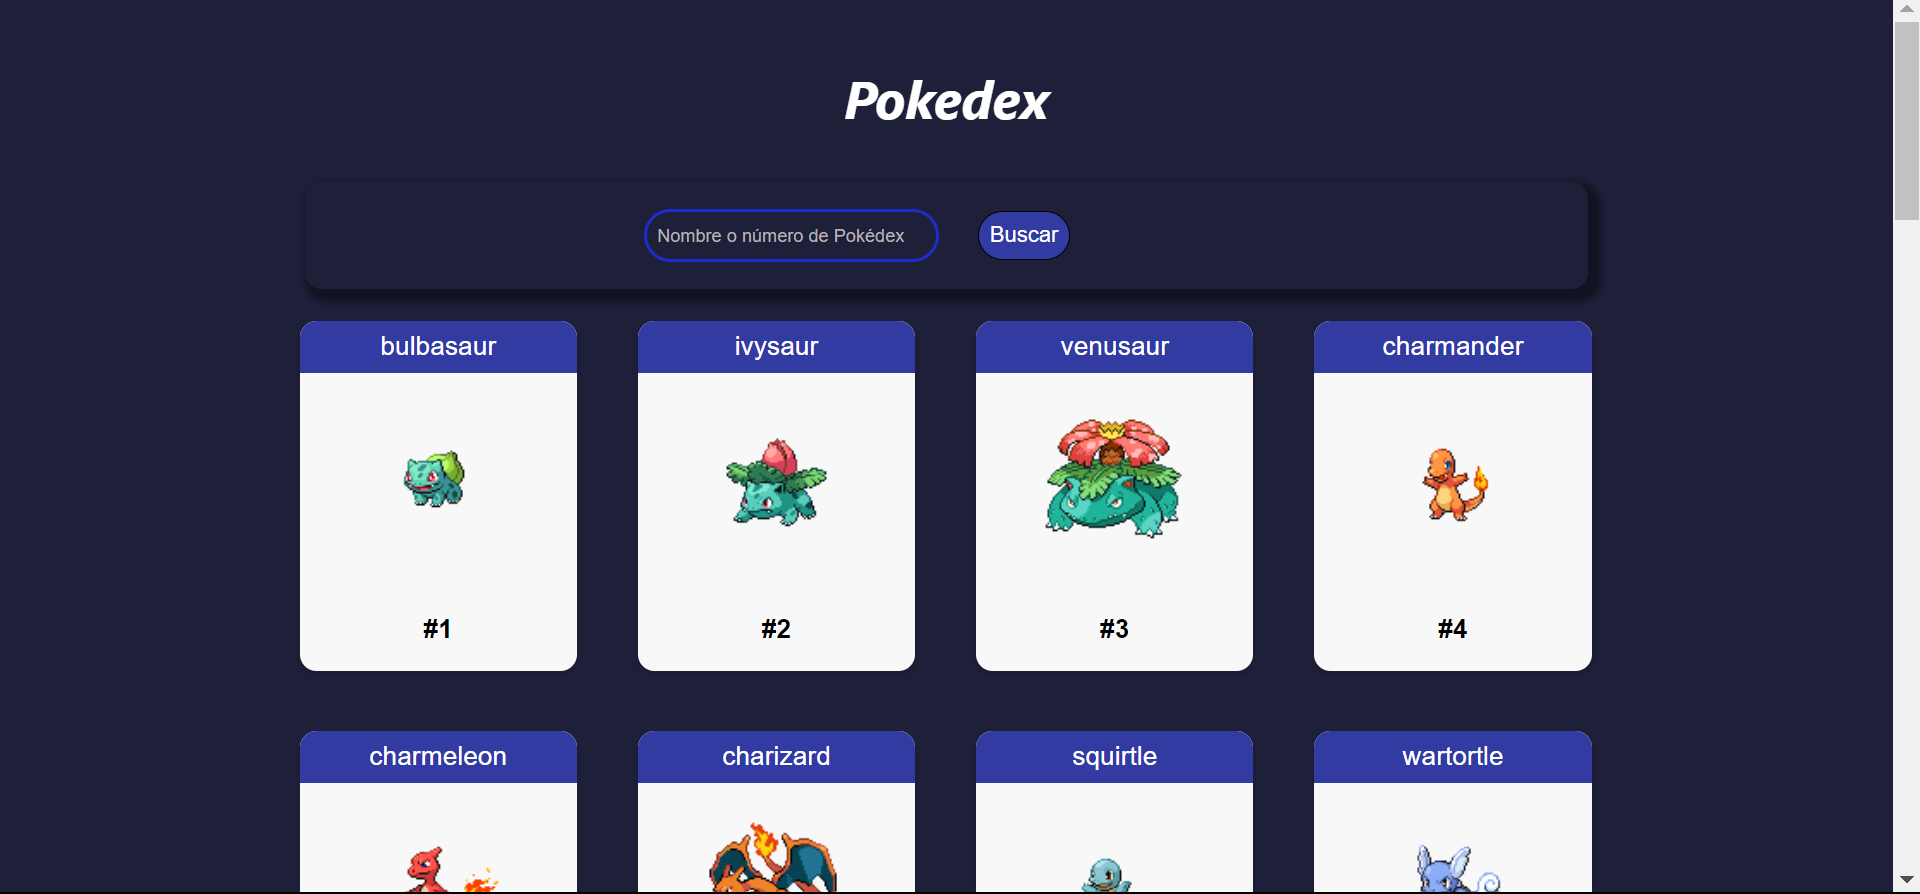 Pokedex
Nombre o número de Pokédex
Buscar
bulbasaur
ivysaur
venusaur
charmander
#1
#2
#3
#4
charmeleon
charizard
squirtle
wartortle